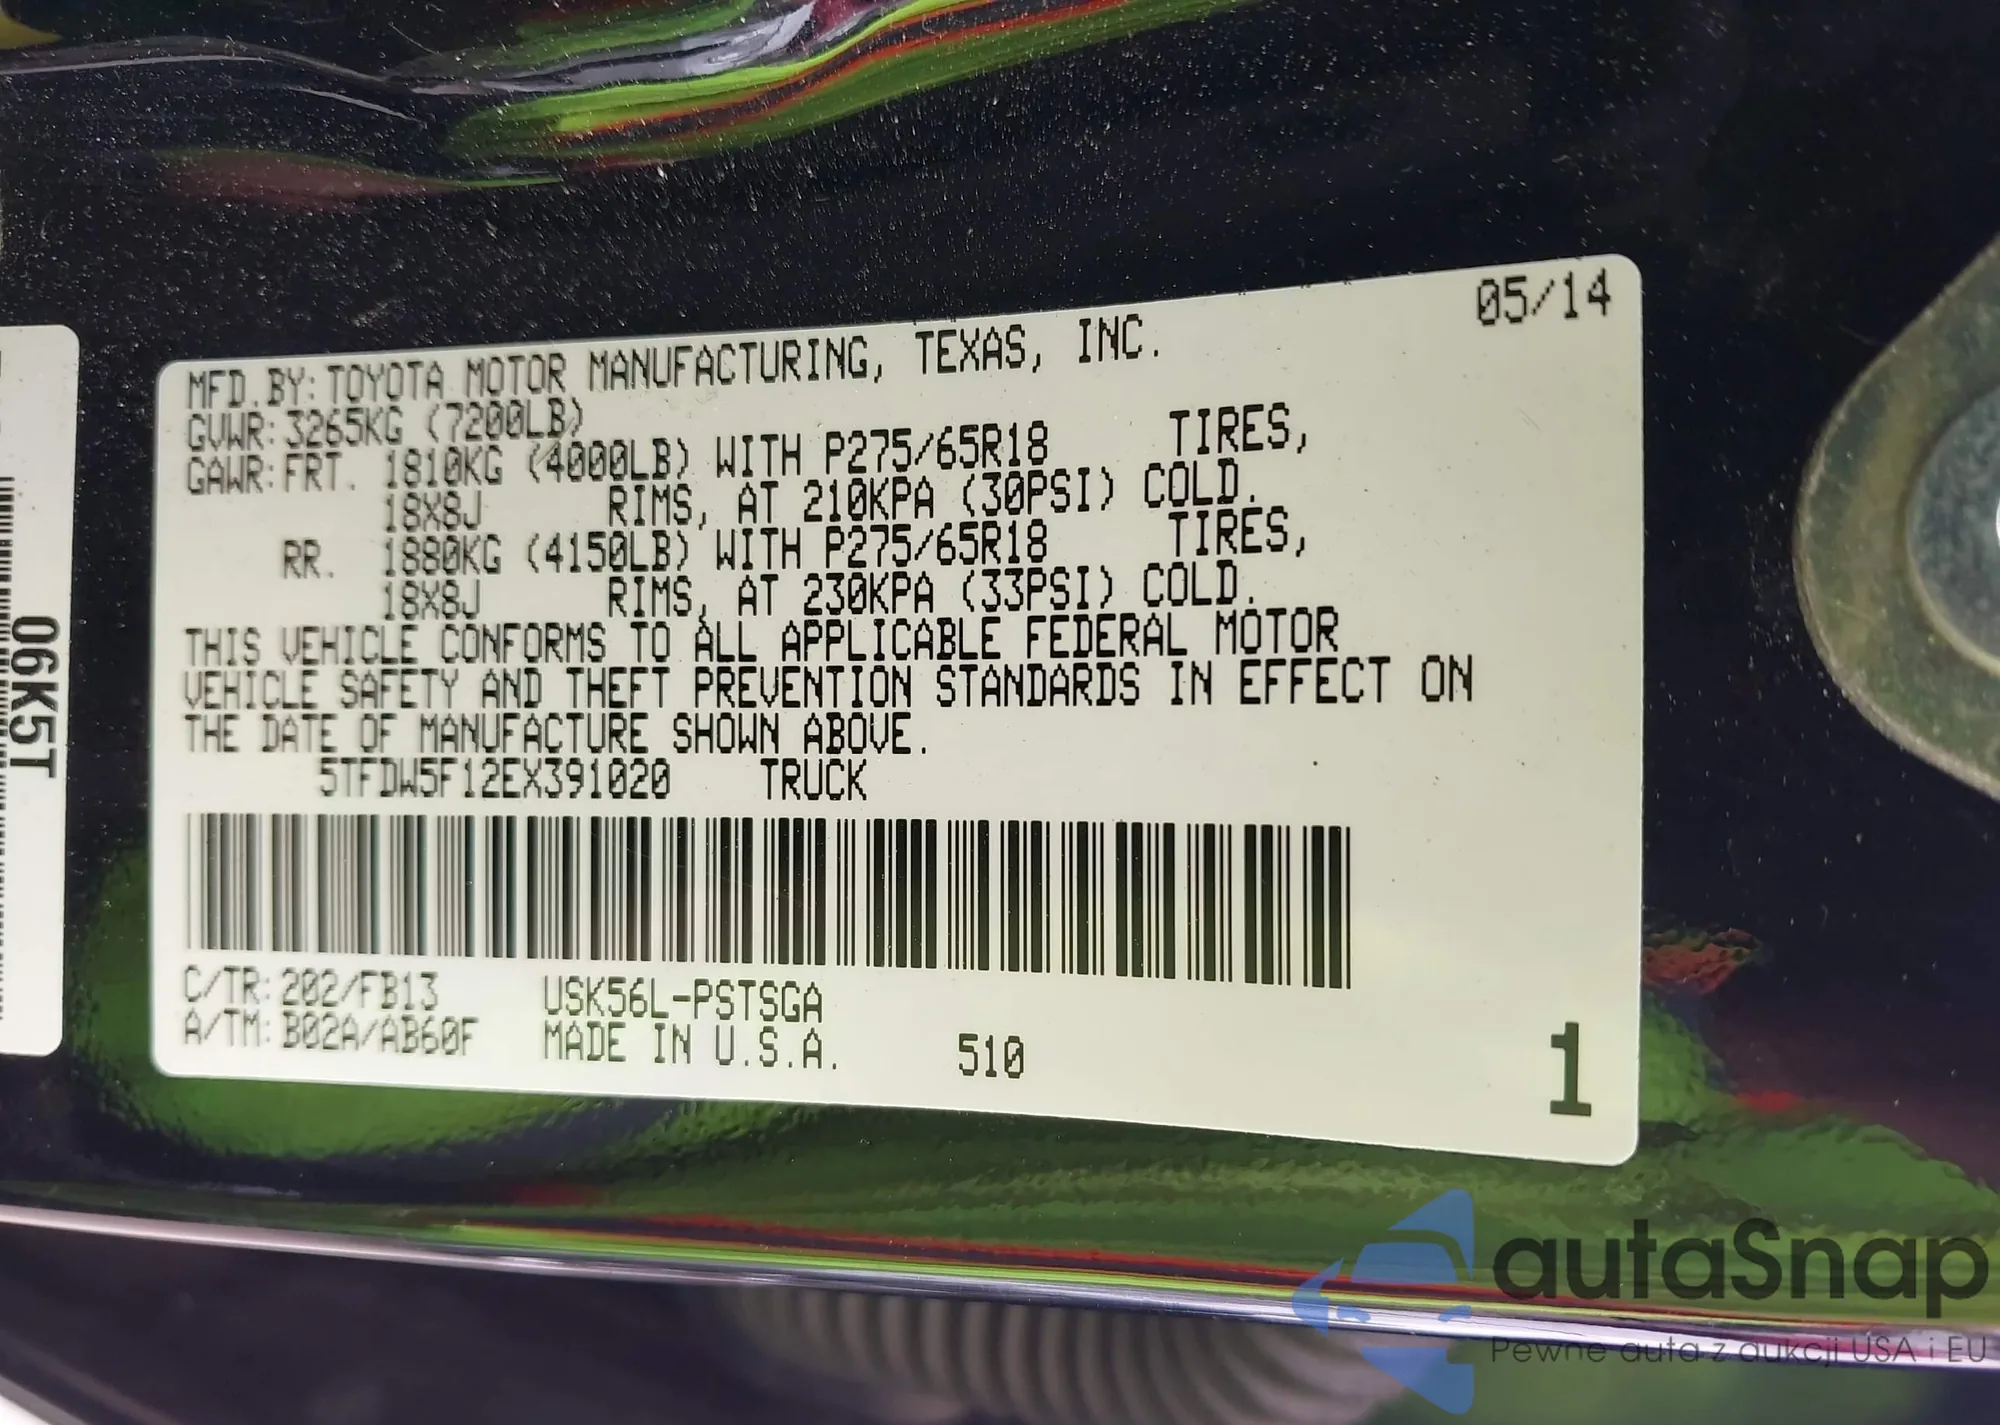 05/14
MFD.BY:TOYOTA MOTOR MANUFACTURING, TEXAS, INC.
GVWR:3265KG (7200LB)
GAWR:FRT. 1810KG (4000LB) WITH P275/65R18 TIRES,
18X8J RIMS, AT 210KPA (30PSI) COLD.
RR. 1880KG (4150LB) WITH P275/65R18 TIRES,
18X8J RIMS, AT 230KPA (33PSI) COLD.
THIS VEHICLE CONFORMS TO ALL APPLICABLE FEDERAL MOTOR
VEHICLE SAFETY AND THEFT PREVENTION STANDARDS IN EFFECT ON
THE DATE OF MANUFACTURE SHOWN ABOVE.
5TFDW5F12EX391020 TRUCK
C/TR:202/FB13 USK56L-PSTSGA
A/TM:B02A/AB60F MADE IN U.S.A. 510
1
06K5T
autaSnap
Pewne auta z aukcji USA i EU